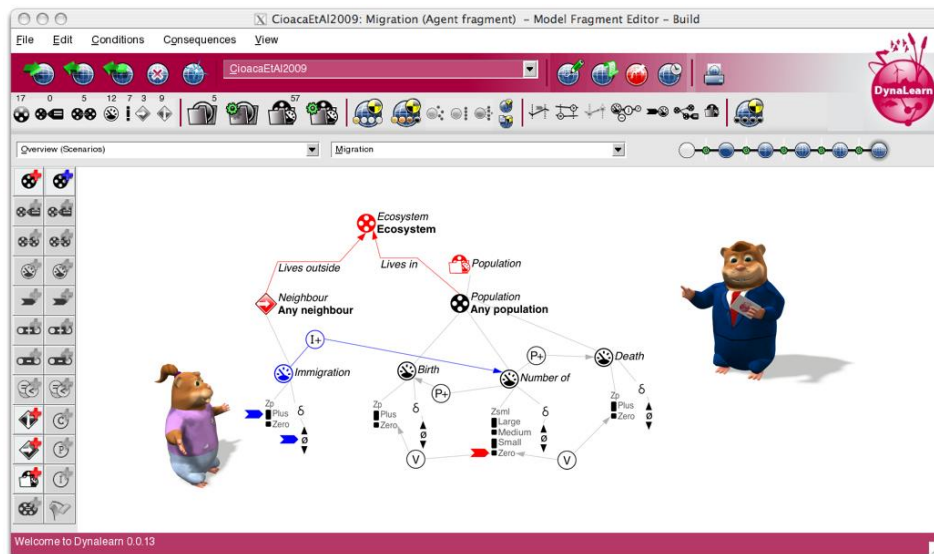 CioacaEtAl2009: Migration (Agent fragment) - Model Fragment Editor - Build
File Edit Conditions Consequences View
CioacaEtAl2009
DynaLearn
17 0 5 12 7 3 9 5 57
Overview (Scenarios) Migration
Ecosystem
Ecosystem
Lives outside Lives in Population
Neighbour Population
Any neighbour Any population
I+
P+ Death
Immigration Birth Number of
P+
Zp
Plus
Zero
δ
ø
Zp
Plus
Zero
δ
ø
Zsml
Large
Medium
Small
Zero
δ
ø
Zp
Plus
Zero
δ
ø
V V
C
P
I
Welcome to Dynalearn 0.0.13